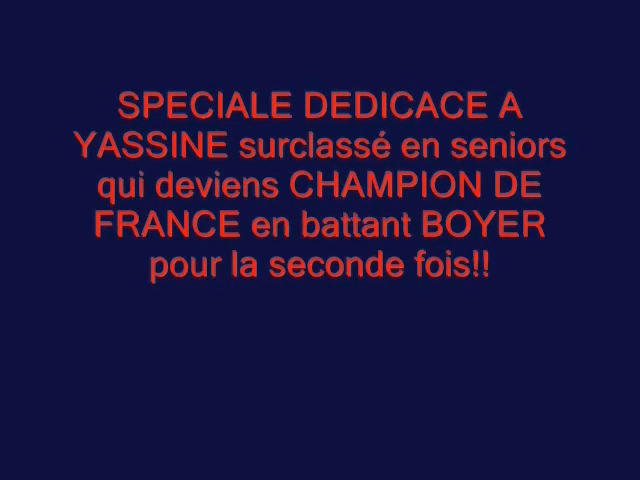 SPECIALE DEDICACE A
YASSINE surclassé en seniors
qui deviens CHAMPION DE
FRANCE en battant BOYER
pour la seconde fois!!